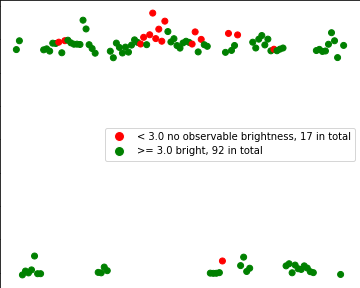 < 3.0 no observable brightness, 17 in total
>= 3.0 bright, 92 in total